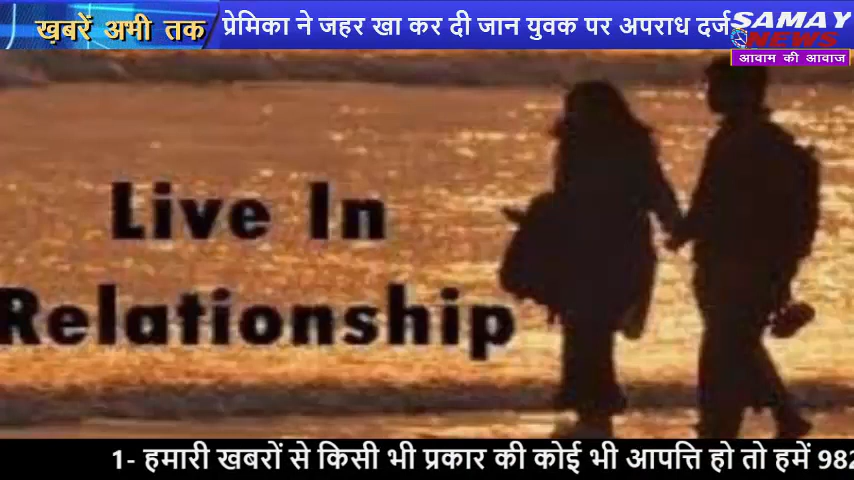 ख़बरें अभी तक
प्रेमिका ने जहर खा कर दी जान युवक पर अपराध दर्ज
SAMAY
NEWS
आवाम की आवाज
Live In
Relationship
1- हमारी खबरों से किसी भी प्रकार की कोई भी आपत्ति हो तो हमें 982